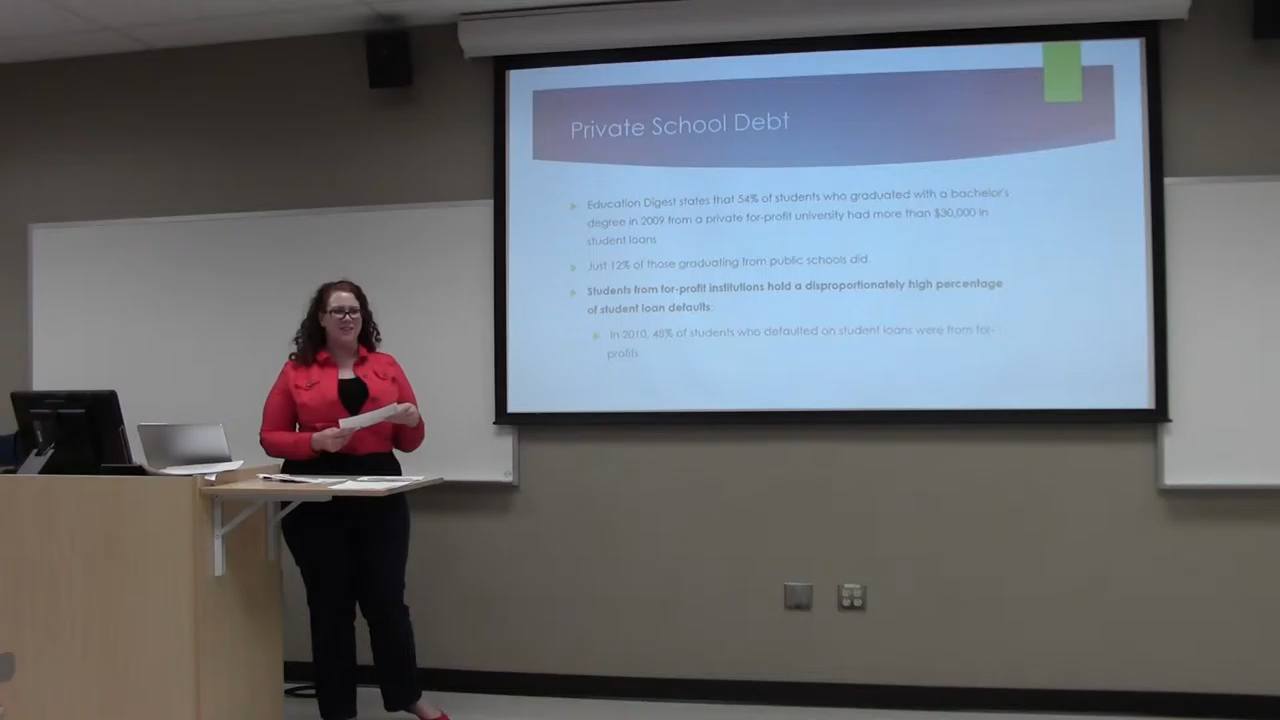 Private School Debt
Education Digest states that 54% of students who graduated with a bachelor's
degree in 2009 from a private for-profit university had more than $30,000 in
student loans
Just 12% of those graduating from public schools did.
Students from for-profit institutions hold a disproportionately high percentage
of student loan defaults.
In 2010, 48% of students who defaulted on student loans were from for-
profits.